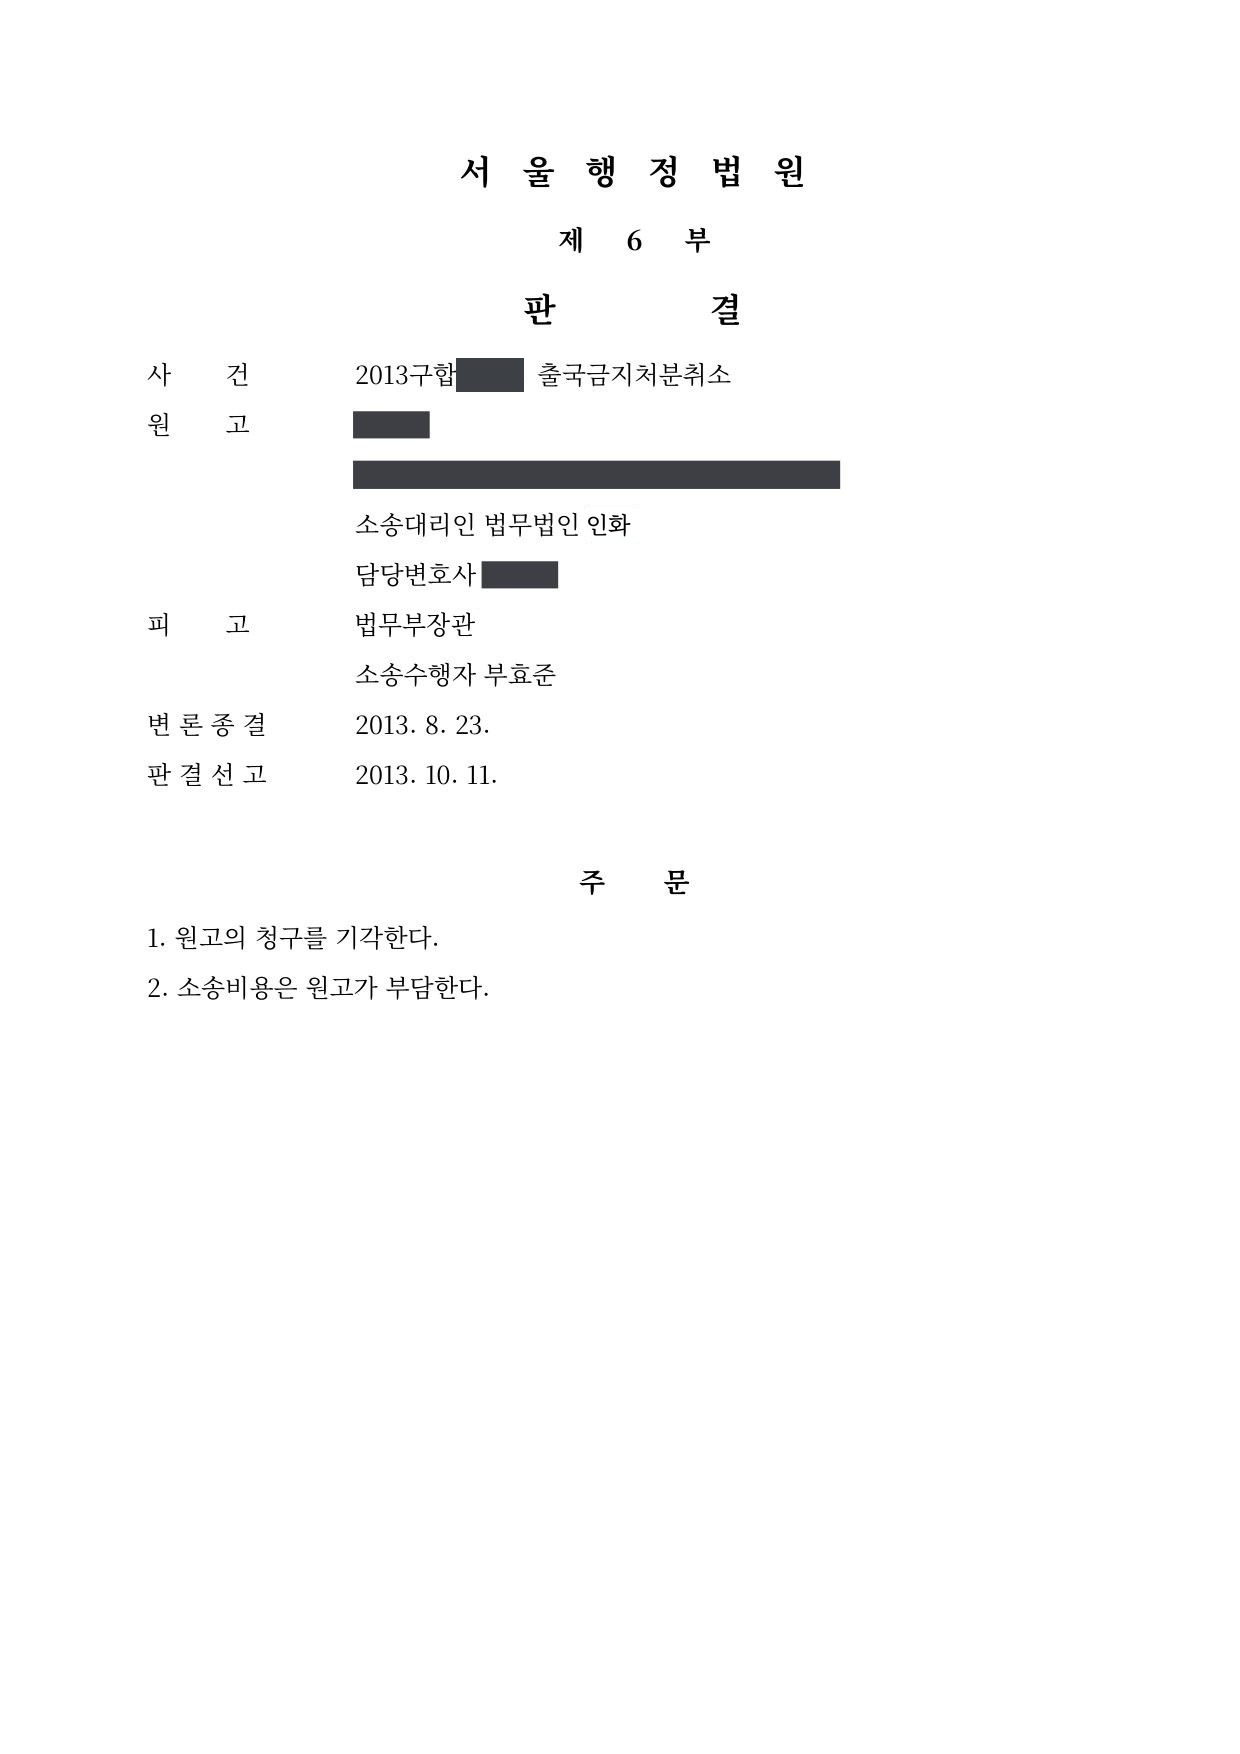 서 울 행 정 법 원
제 6 부
판 결
사 건 2013구합 출국금지처분취소
원 고
소송대리인 법무법인 인화
담당변호사
피 고 법무부장관
소송수행자 부효준
변 론 종 결 2013. 8. 23.
판 결 선 고 2013. 10. 11.
주 문
1. 원고의 청구를 기각한다.
2. 소송비용은 원고가 부담한다.